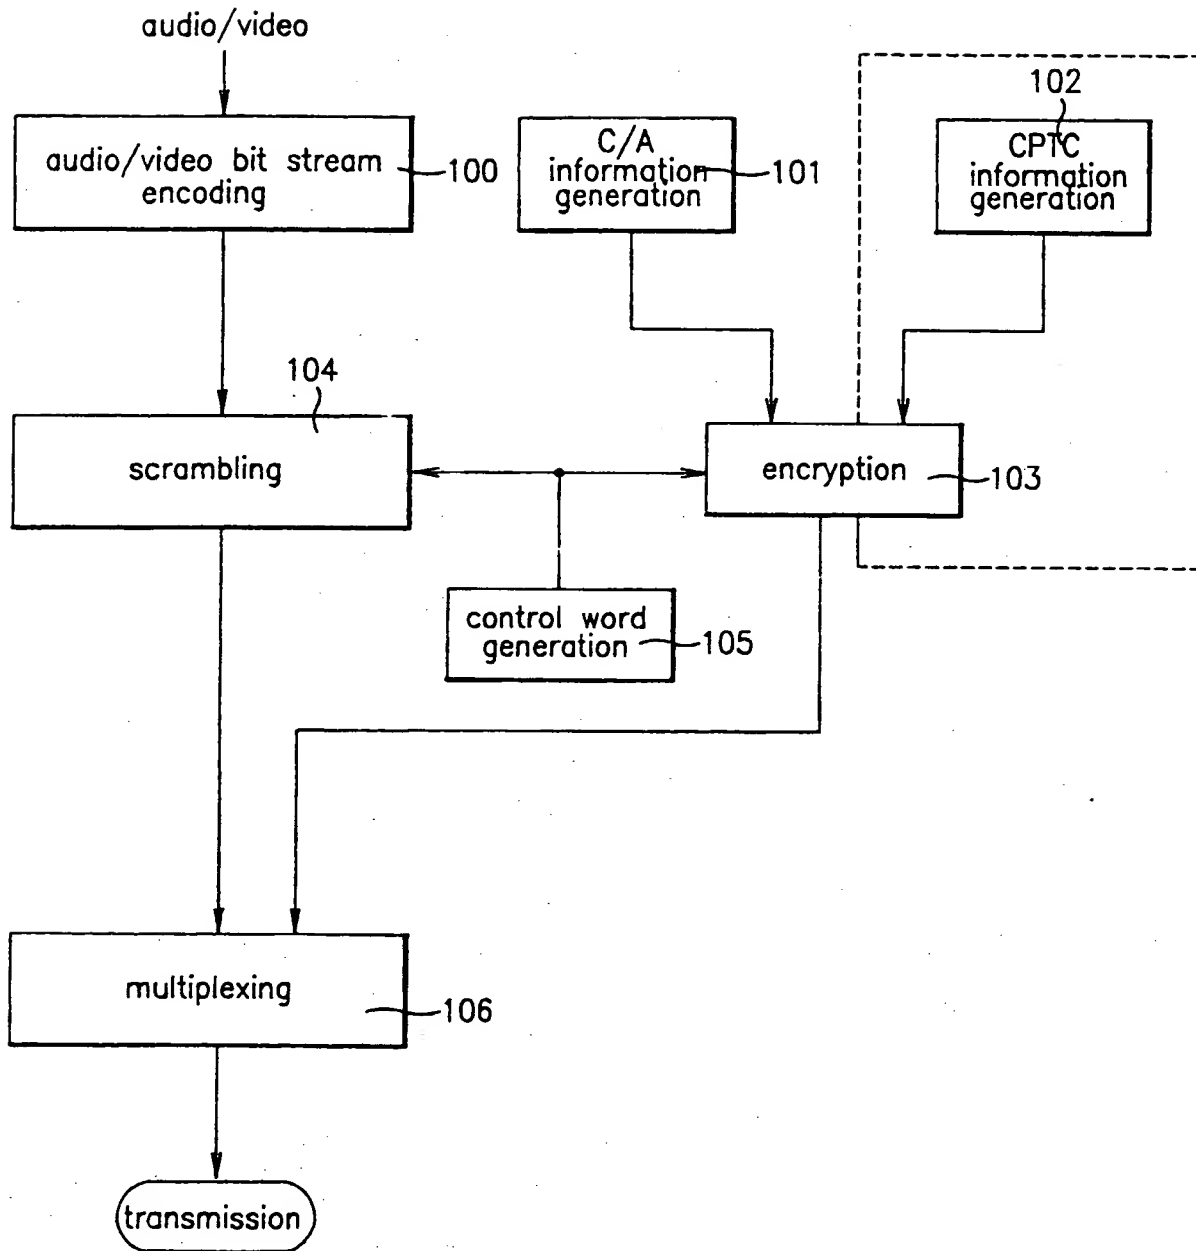 audio/video
audio/video bit stream
encoding
100
C/A
information
generation
101
102
CPTC
information
generation
104
scrambling
encryption
103
control word
generation
105
multiplexing
106
transmission